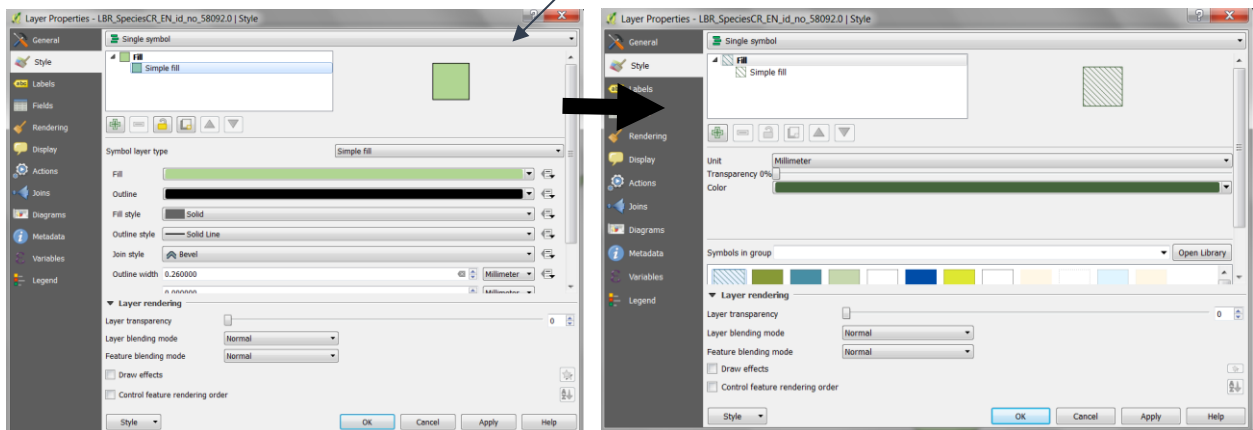 Layer Properties - LBR_SpeciesCR_EN_id_no_58092.0 | Style
General
Style
Labels
Fields
Rendering
Display
Actions
Joins
Diagrams
Metadata
Variables
Legend
Single symbol
Fill
Simple fill
Symbol layer type
Simple fill
Fill
Outline
Fill style
Solid
Outline style
Solid Line
Join style
Bevel
Outline width
0.260000
Millimeter
Layer rendering
Layer transparency
0
Layer blending mode
Normal
Feature blending mode
Normal
Draw effects
Control feature rendering order
Style
OK
Cancel
Apply
Help
Layer Properties - LBR_SpeciesCR_EN_id_no_58092.0 | Style
General
Style
Labels
Rendering
Display
Actions
Joins
Diagrams
Metadata
Variables
Legend
Single symbol
Fill
Simple fill
Unit
Millimeter
Transparency 0%
Color
Symbols in group
Open Library
Layer rendering
Layer transparency
0
Layer blending mode
Normal
Feature blending mode
Normal
Draw effects
Control feature rendering order
Style
OK
Cancel
Apply
Help